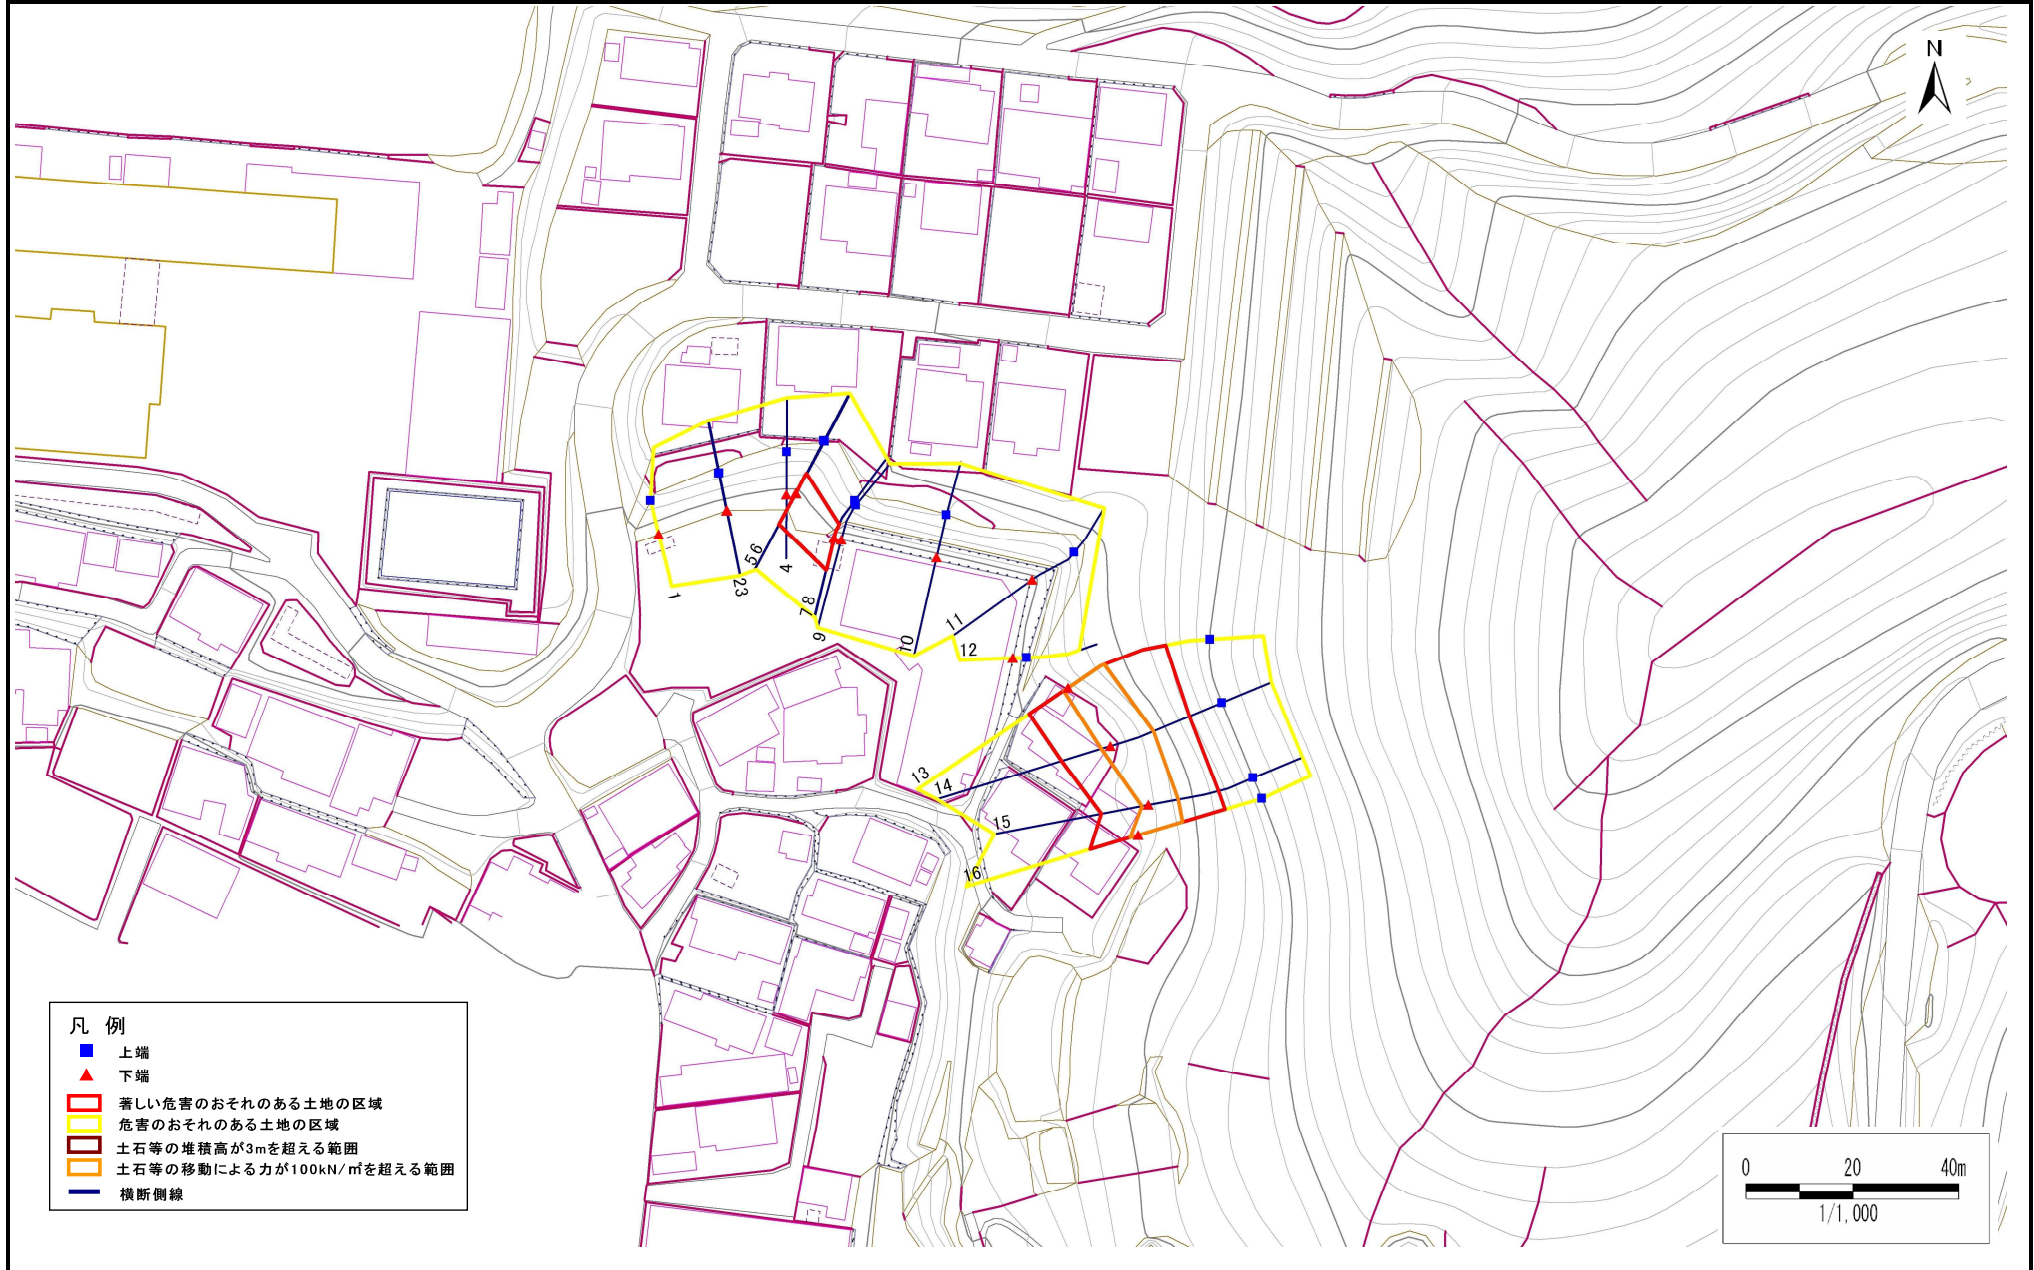 N
56
4
1
23
78
9
10
11
12
13
14
15
16
凡 例
上端
下端
著しい危害のおそれのある土地の区域
危害のおそれのある土地の区域
土石等の堆積高が3mを超える範囲
土石等の移動による力が100kN/㎡を超える範囲
横断側線
0 20 40m
1/1,000